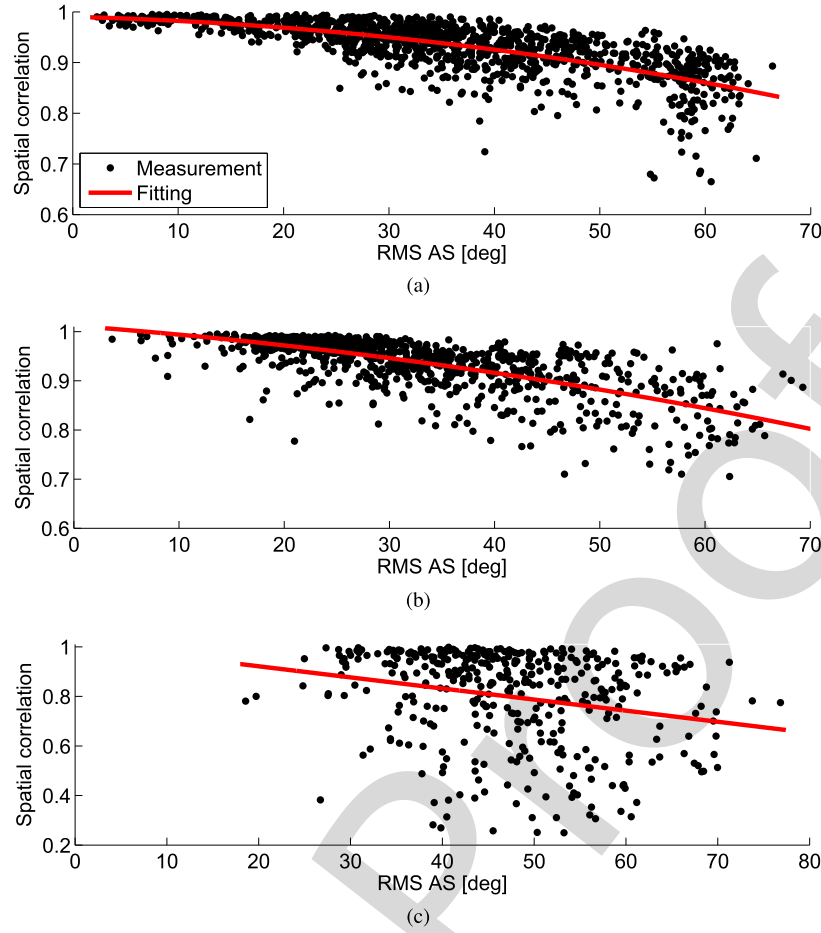 1
0.9
0.8
0.7
0.6
Spatial correlation
Measurement
Fitting
0 10 20 30 40 50 60 70
RMS AS [deg]
(a)
1
0.9
0.8
0.7
0.6
Spatial correlation
0 10 20 30 40 50 60 70
RMS AS [deg]
(b)
1
0.8
0.6
0.4
0.2
Spatial correlation
0 10 20 30 40 50 60 70 80
RMS AS [deg]
(c)
Proof